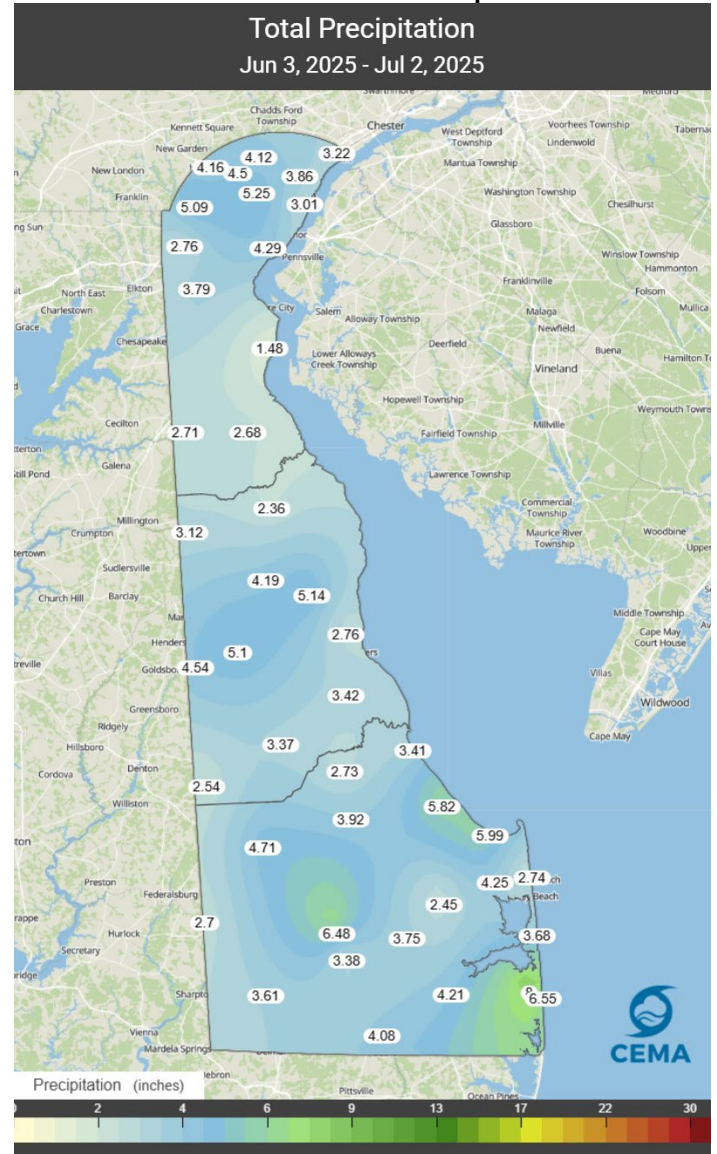 Total Precipitation
Jun 3, 2025 - Jul 2, 2025
Chadds Ford
Township
Kennett Square
Chester
West Deptford
Township
Voorhees Township
Lindenwold
New Garden
4.12
3.22
4.16
4.5
3.86
Mantua Township
New London
5.25
Washington Township
Franklin
5.09
3.01
Chesilhurst
Glassboro
2.76
4.29
Pennsville
Winslow Township
Hammonton
Franklinville
Folsom
North East
Elkton
3.79
Charlestown
Salem
Alloway Township
Malaga
Newfield
Mullica
Grace
Chesapeake
1.48
Lower Alloways
Creek Township
Deerfield
Buena
Hamilton
Vineland
Hopewell Township
Weymouth
Cecilton
2.71
2.68
Fairfield Township
Millville
Galena
Still Pond
Lawrence Township
Millington
2.36
Commercial
Township
Crumpton
3.12
Maurice River
Township
Woodbine
Upper
Sudlersville
4.19
5.14
Church Hill
Barclay
Middle Township
2.76
Cape May
Court House
5.1
4.54
Villas
Greensboro
3.42
Wildwood
Ridgely
Cape May
Hillsboro
3.37
3.41
Denton
2.73
Cordova
2.54
Williston
5.82
3.92
5.99
4.71
Preston
4.25
2.74
Federalsburg
2.45
Beach
2.7
Hurlock
6.48
3.75
3.68
Secretary
3.38
3.61
4.21
6.55
Vienna
4.08
CEMA
Mardela Springs
Precipitation (inches)
Pittsville
Ocean Pines
2 4 6 9 13 17 22 30